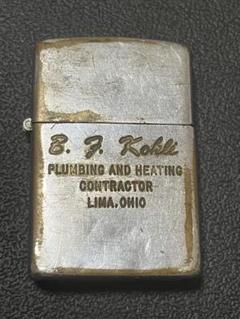 B. J. Kohli
PLUMBING AND HEATING
CONTRACTOR
LIMA, OHIO